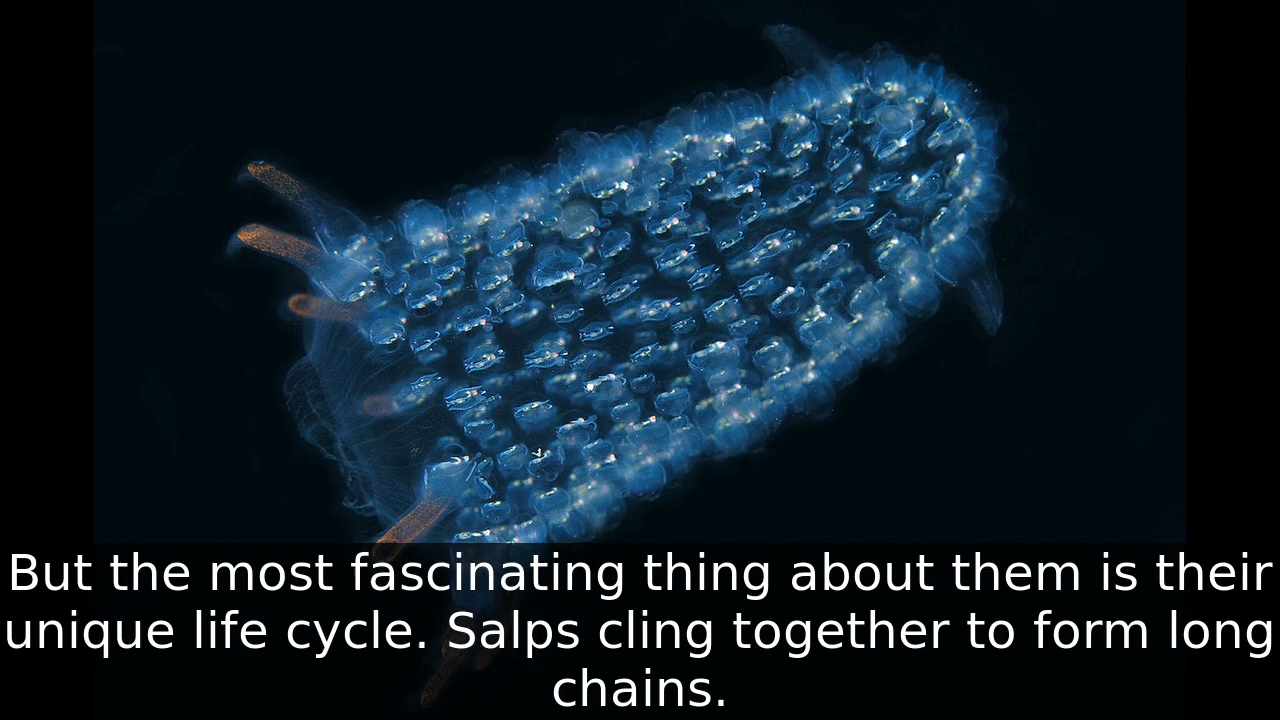 But the most fascinating thing about them is their
unique life cycle. Salps cling together to form long
chains.